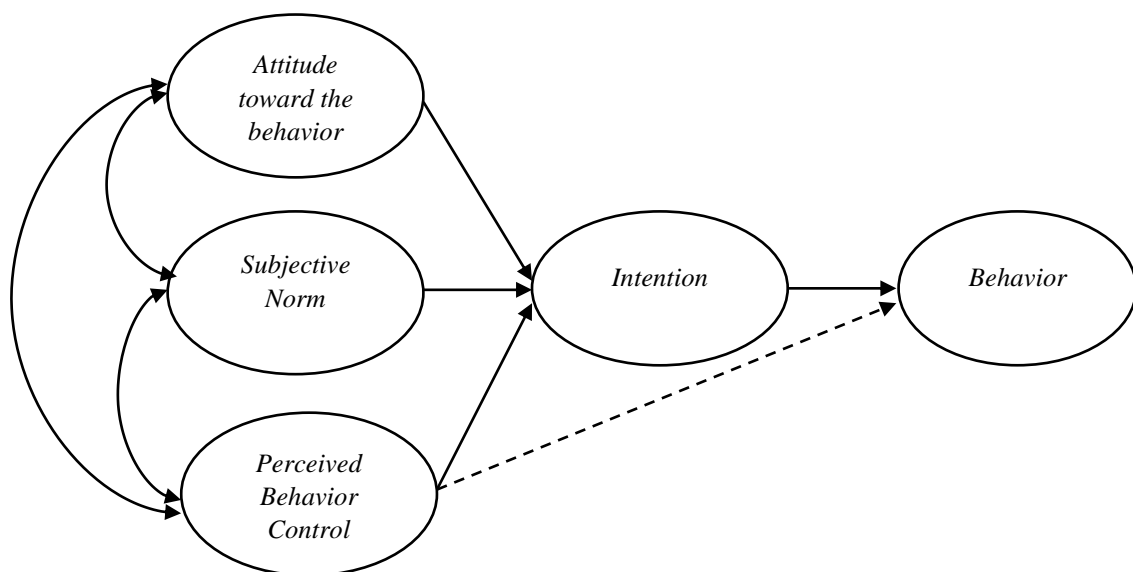 Attitude
toward the
behavior
Subjective
Norm
Intention
Behavior
Perceived
Behavior
Control